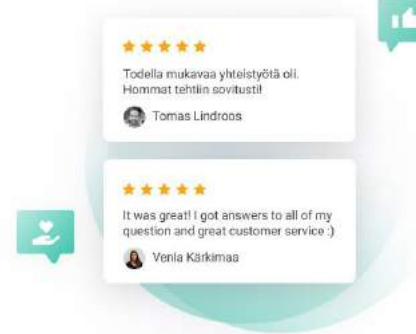 Todella mukavaa yhteistyötä oli.
Hommat tehtiin sovitusti!
Tomas Lindroos
It was great! I got answers to all of my
question and great customer service :)
Venla Kärkimaa